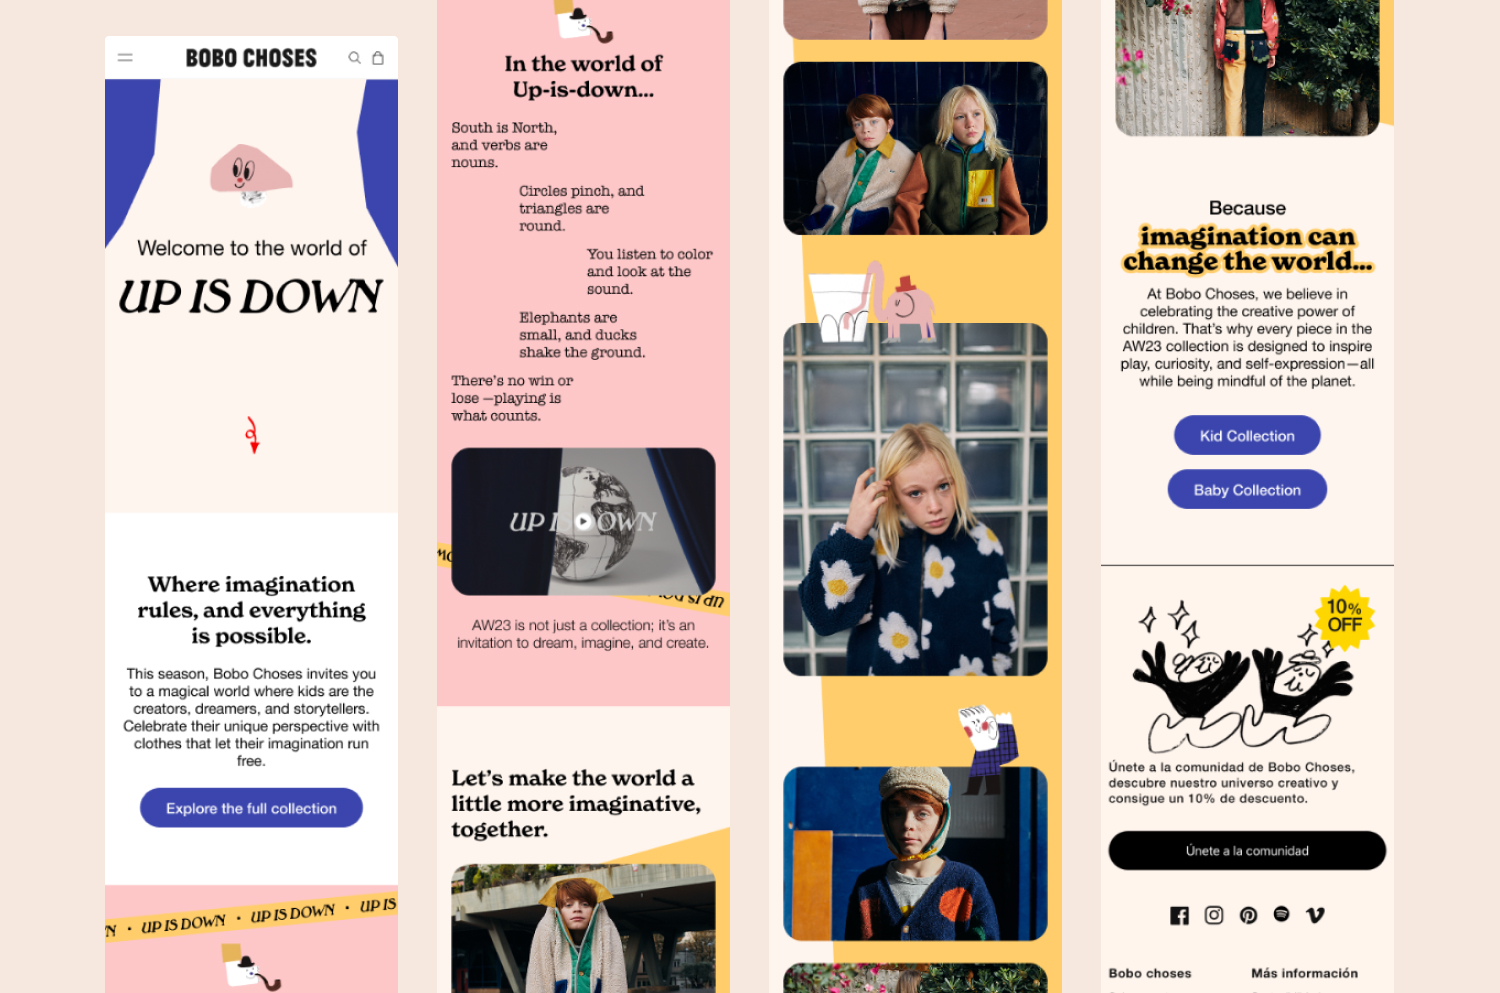 BOBO CHOSES
Welcome to the world of
UP IS DOWN
Where imagination
rules, and everything
is possible.
This season, Bobo Choses invites you
to a magical world where kids are the
creators, dreamers, and storytellers.
Celebrate their unique perspective with
clothes that let their imagination run
free.
Explore the full collection
N • UP IS DOWN • UP IS DOWN • UP IS
In the world of
Up-is-down...
South is North,
and verbs are
nouns.
Circles pinch, and
triangles are
round.
You listen to color
and look at the
sound.
Elephants are
small, and ducks
shake the ground.
There's no win or
lose —playing is
what counts.
UP IS DOWN
UP IS DOW
AW23 is not just a collection; it's an
invitation to dream, imagine, and create.
Let's make the world a
little more imaginative,
together.
Because
imagination can
change the world...
At Bobo Choses, we believe in
celebrating the creative power of
children. That's why every piece in the
AW23 collection is designed to inspire
play, curiosity, and self-expression—all
while being mindful of the planet.
Kid Collection
Baby Collection
10%
OFF
Únete a la comunidad de Bobo Choses,
descubre nuestro universo creativo y
consigue un 10% de descuento.
Únete a la comunidad
Bobo choses
Más información